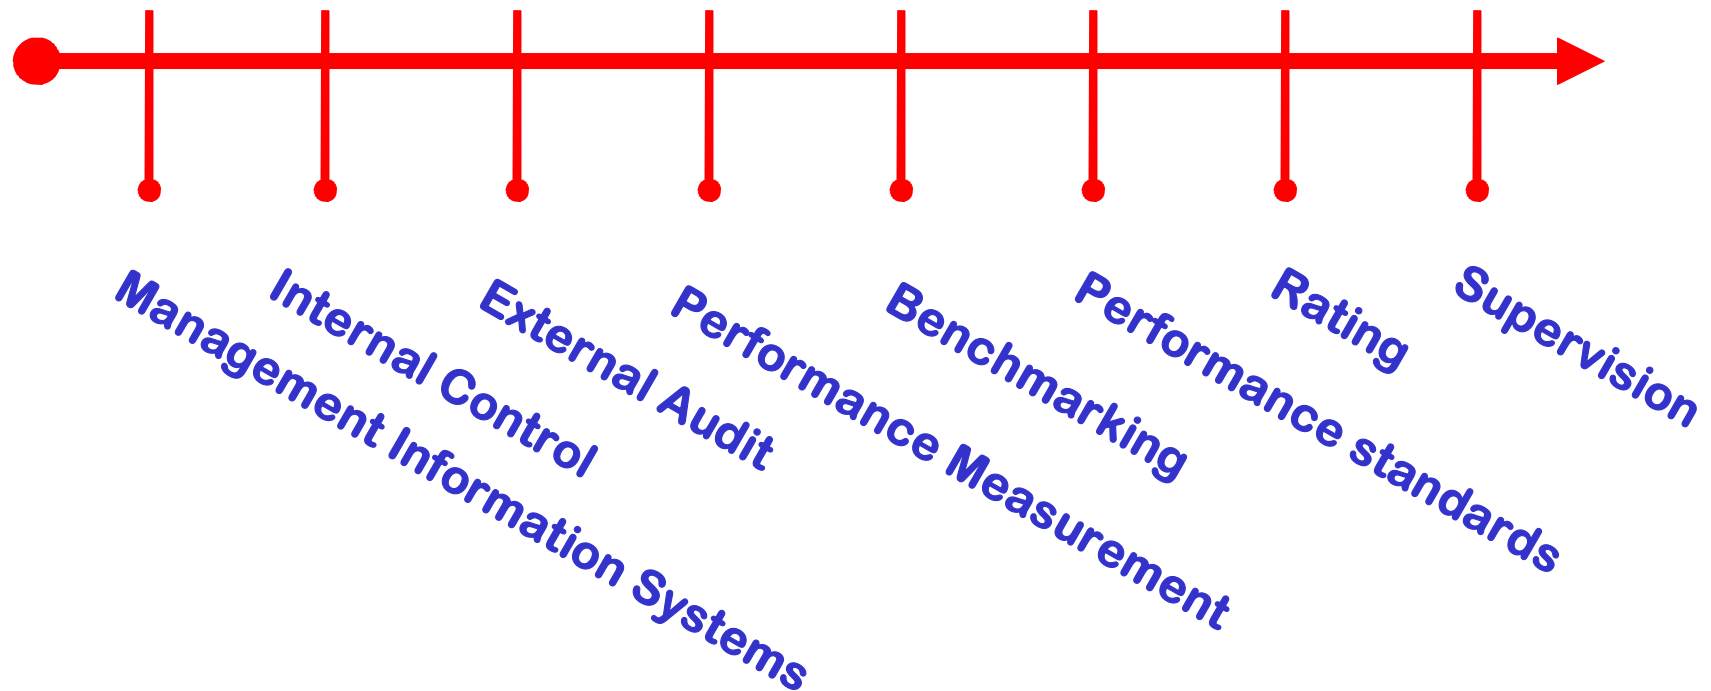 Management Information Systems
Internal Control
External Audit
Performance Measurement
Benchmarking
Performance standards
Rating
Supervision